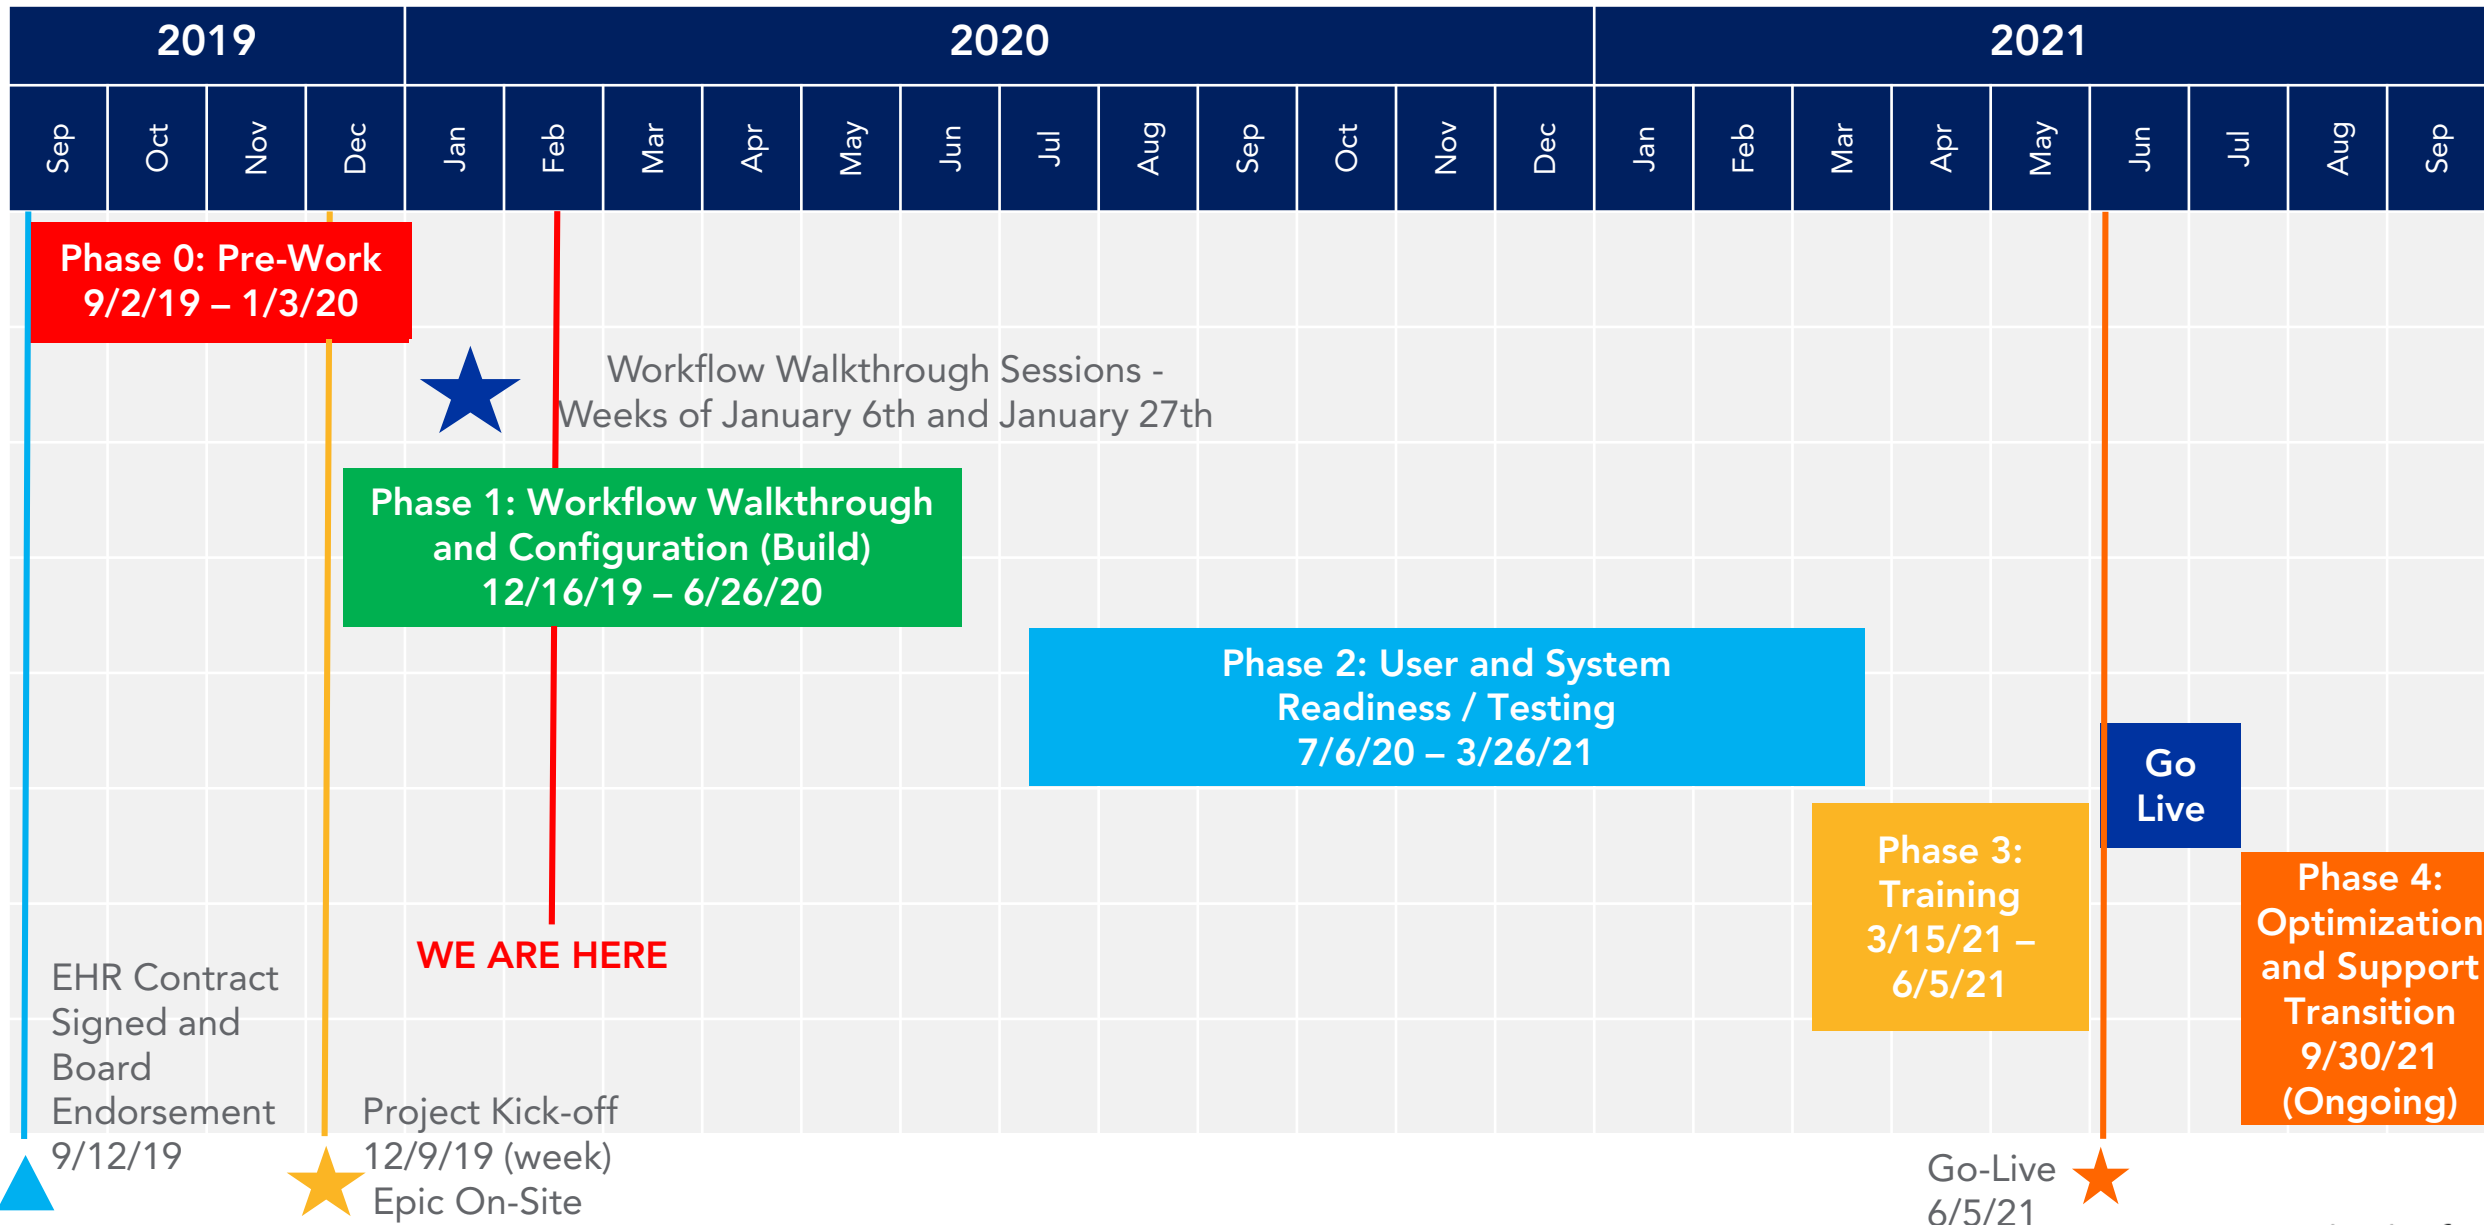 2019
2020
2021
Sep
Oct
Nov
Dec
Jan
Feb
Mar
Apr
May
Jun
Jul
Aug
Sep
Oct
Nov
Dec
Jan
Feb
Mar
Apr
May
Jun
Jul
Aug
Sep
Phase 0: Pre-Work
9/2/19 – 1/3/20
Workflow Walkthrough Sessions -
Weeks of January 6th and January 27th
Phase 1: Workflow Walkthrough
and Configuration (Build)
12/16/19 – 6/26/20
Phase 2: User and System
Readiness / Testing
7/6/20 – 3/26/21
Go
Live
Phase 3:
Training
3/15/21 –
6/5/21
Phase 4:
Optimization
and Support
Transition
9/30/21
(Ongoing)
WE ARE HERE
EHR Contract
Signed and
Board
Endorsement
9/12/19
Project Kick-off
12/9/19 (week)
Epic On-Site
Go-Live
6/5/21